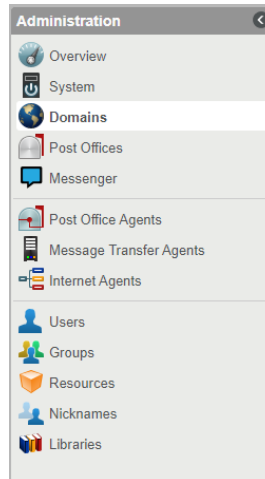 Administration
Overview
System
Domains
Post Offices
Messenger
Post Office Agents
Message Transfer Agents
Internet Agents
Users
Groups
Resources
Nicknames
Libraries